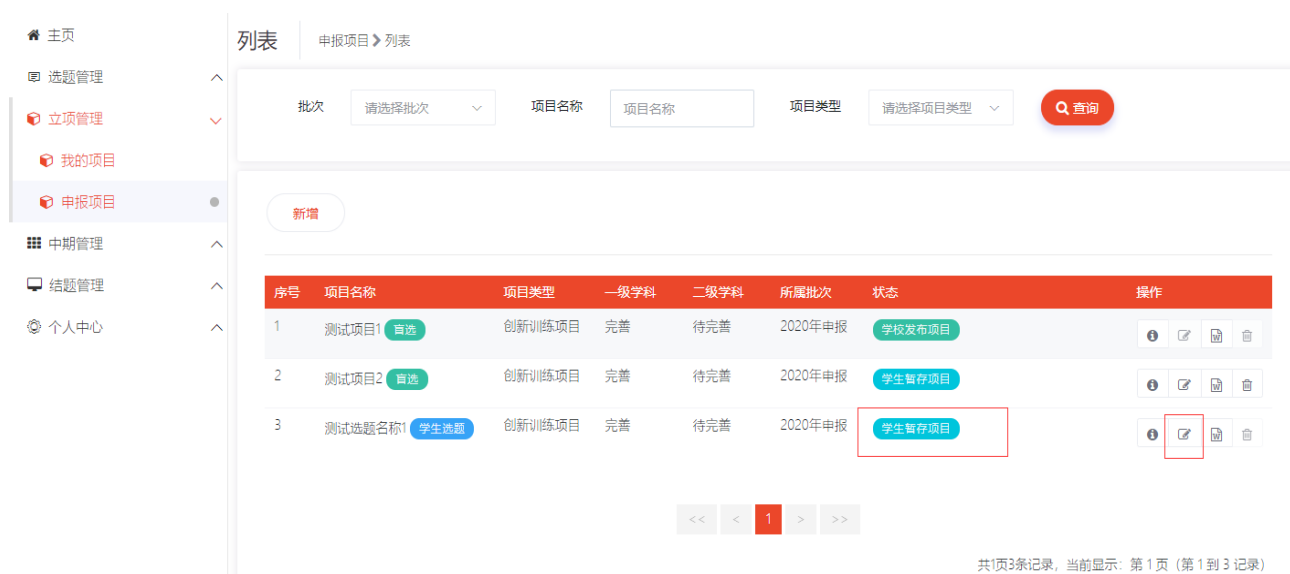 主页
选题管理
立项管理
我的项目
申报项目
中期管理
结题管理
个人中心
列表 申报项目 列表
批次 请选择批次 项目名称 项目名称 项目类型 请选择项目类型 查询
新增
序号 项目名称 项目类型 一级学科 二级学科 所属批次 状态 操作
1 测试项目1 盲选 创新训练项目 完善 待完善 2020年申报 学校发布项目
2 测试项目2 盲选 创新训练项目 完善 待完善 2020年申报 学生暂存项目
3 测试选题名称1 学生选题 创新训练项目 完善 待完善 2020年申报 学生暂存项目
<< < 1 > >>
共1页3条记录，当前显示：第 1 页（第 1 到 3 记录）